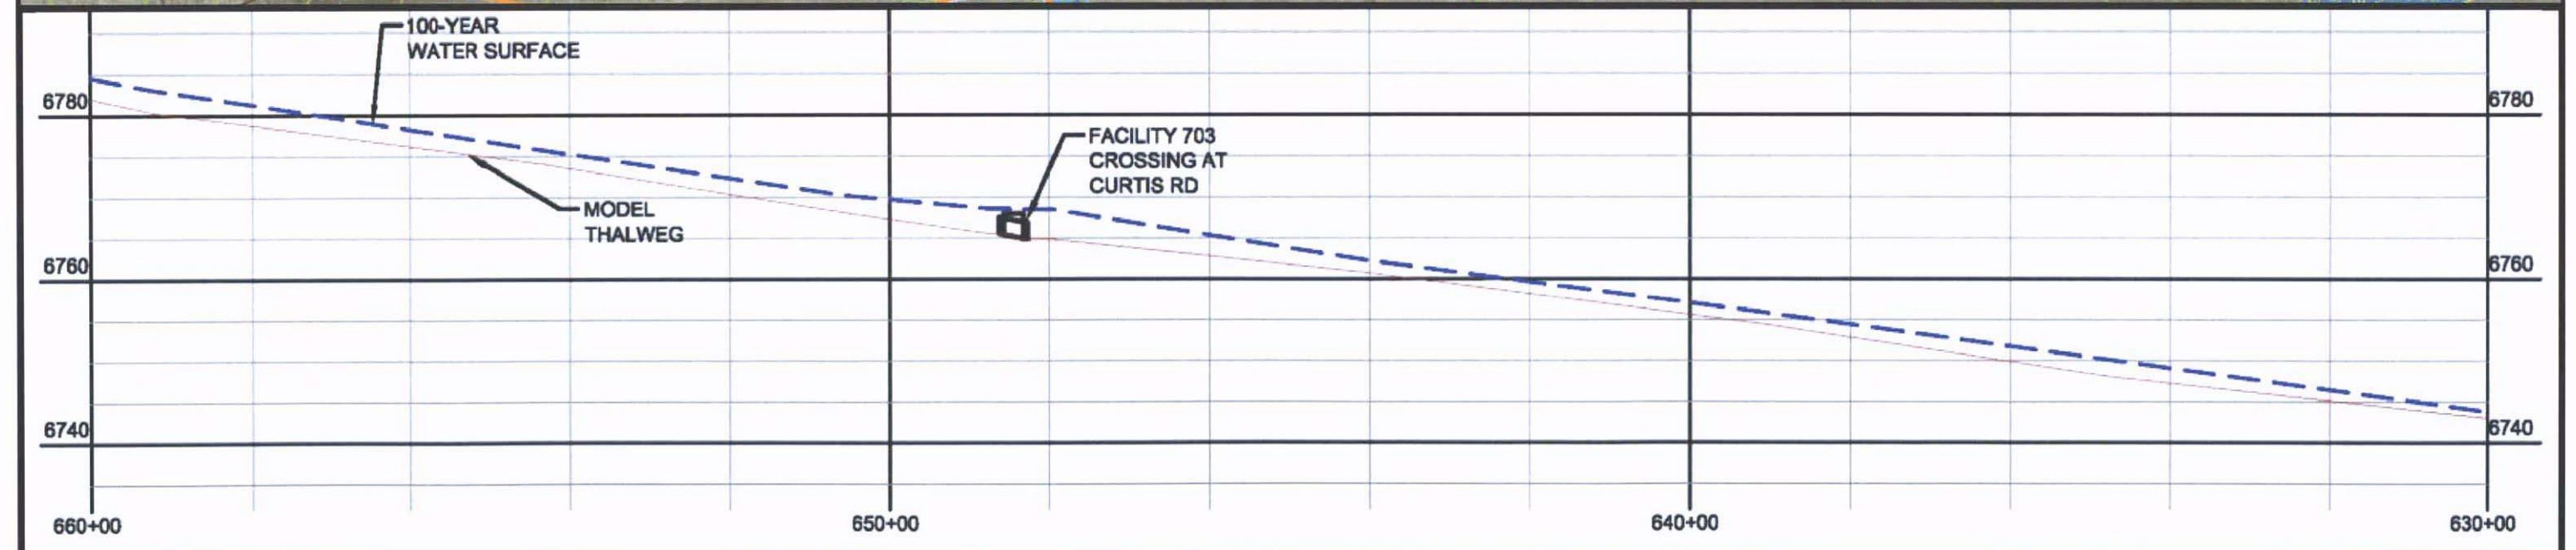 100-YEAR
WATER SURFACE
6780
6780
FACILITY 703
CROSSING AT
CURTIS RD
MODEL
THALWEG
6760
6760
6740
6740
660+00
650+00
640+00
630+00